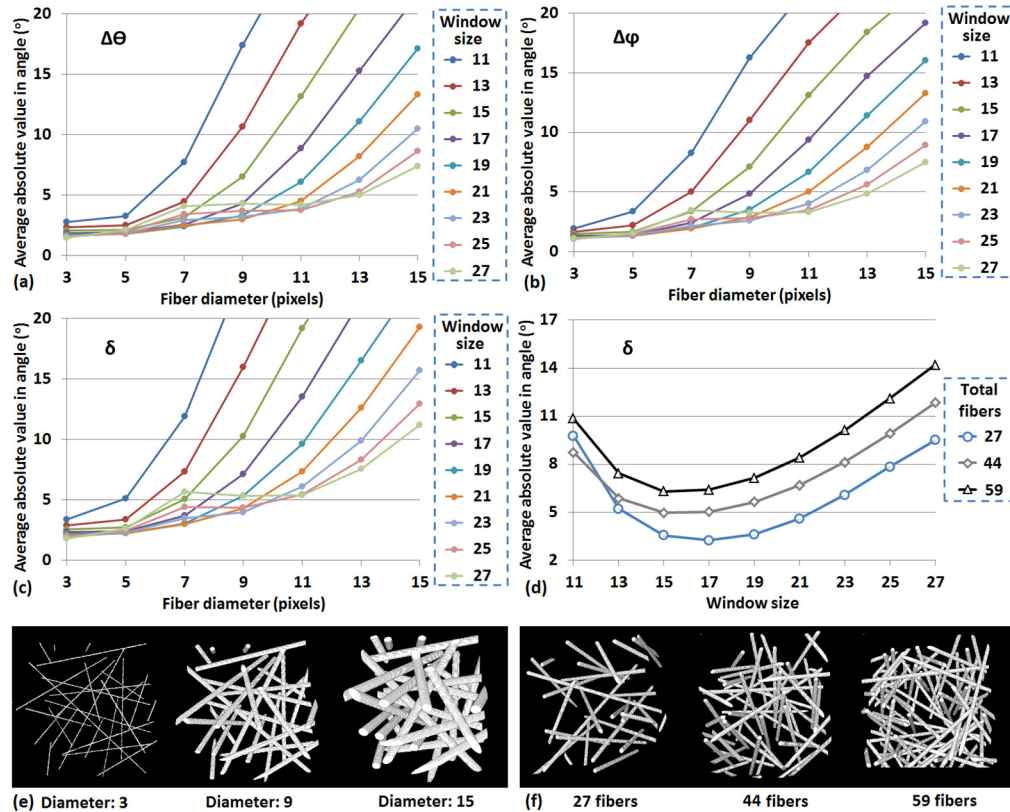 Average absolute value in angle (°)
20
15
10
5
0
ΔΘ
3 5 7 9 11 13 15
(a)
Fiber diameter (pixels)
Window
size
11
13
15
17
19
21
23
25
27
Average absolute value in angle (°)
20
15
10
5
0
Δφ
3 5 7 9 11 13 15
(b)
Fiber diameter (pixels)
Window
size
11
13
15
17
19
21
23
25
27
Average absolute value in angle (°)
20
15
10
5
0
δ
3 5 7 9 11 13 15
(c)
Fiber diameter (pixels)
Window
size
11
13
15
17
19
21
23
25
27
Average absolute value in angle (°)
17
14
11
8
5
2
δ
11 13 15 17 19 21 23 25 27
(d)
Window size
Total
fibers
27
44
59
(e) Diameter: 3 Diameter: 9 Diameter: 15
(f) 27 fibers 44 fibers 59 fibers